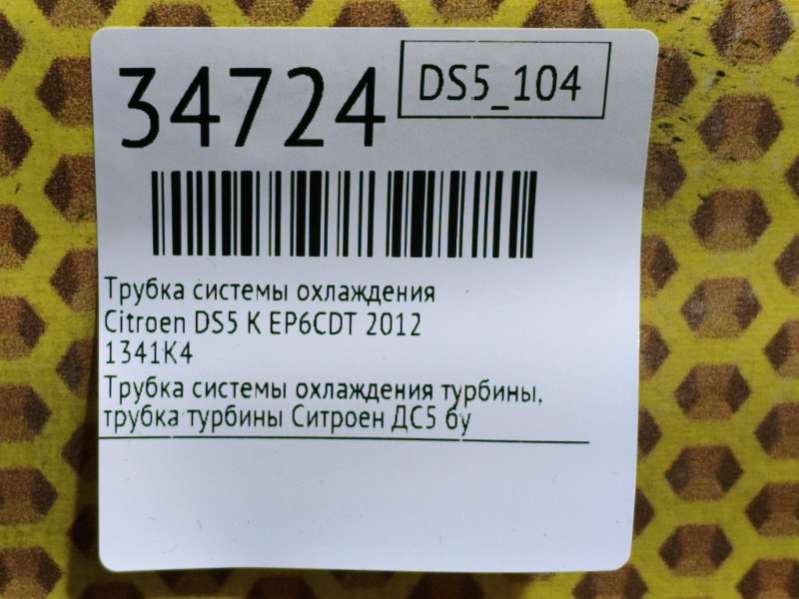 34724
DS5_104
Трубка системы охлаждения
Citroen DS5 K EP6CDT 2012
1341K4
Трубка системы охлаждения турбины,
трубка турбины Ситроен ДС5 бу